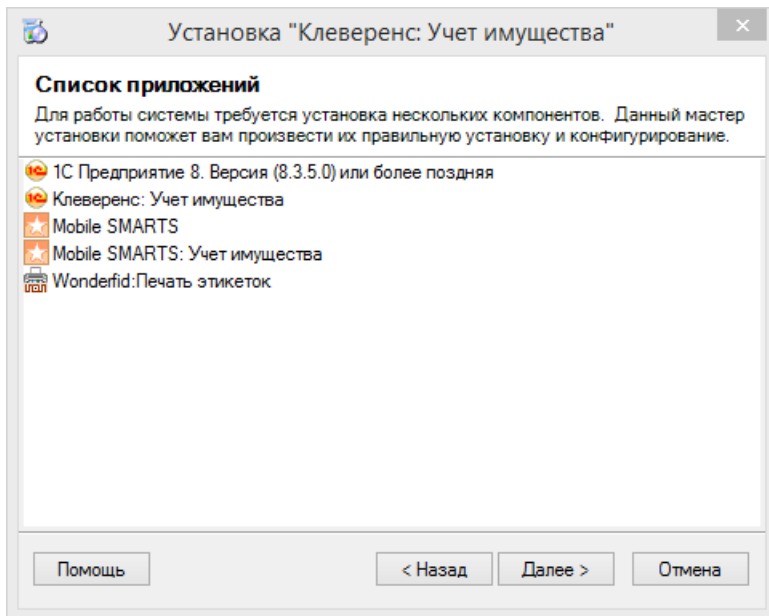 Установка "Клеверенс: Учет имущества"
Список приложений
Для работы системы требуется установка нескольких компонентов. Данный мастер
установки поможет вам произвести их правильную установку и конфигурирование.
1С Предприятие 8. Версия (8.3.5.0) или более поздняя
Клеверенс: Учет имущества
Mobile SMARTS
Mobile SMARTS: Учет имущества
Wonderfid:Печать этикеток
Помощь
< Назад
Далее >
Отмена